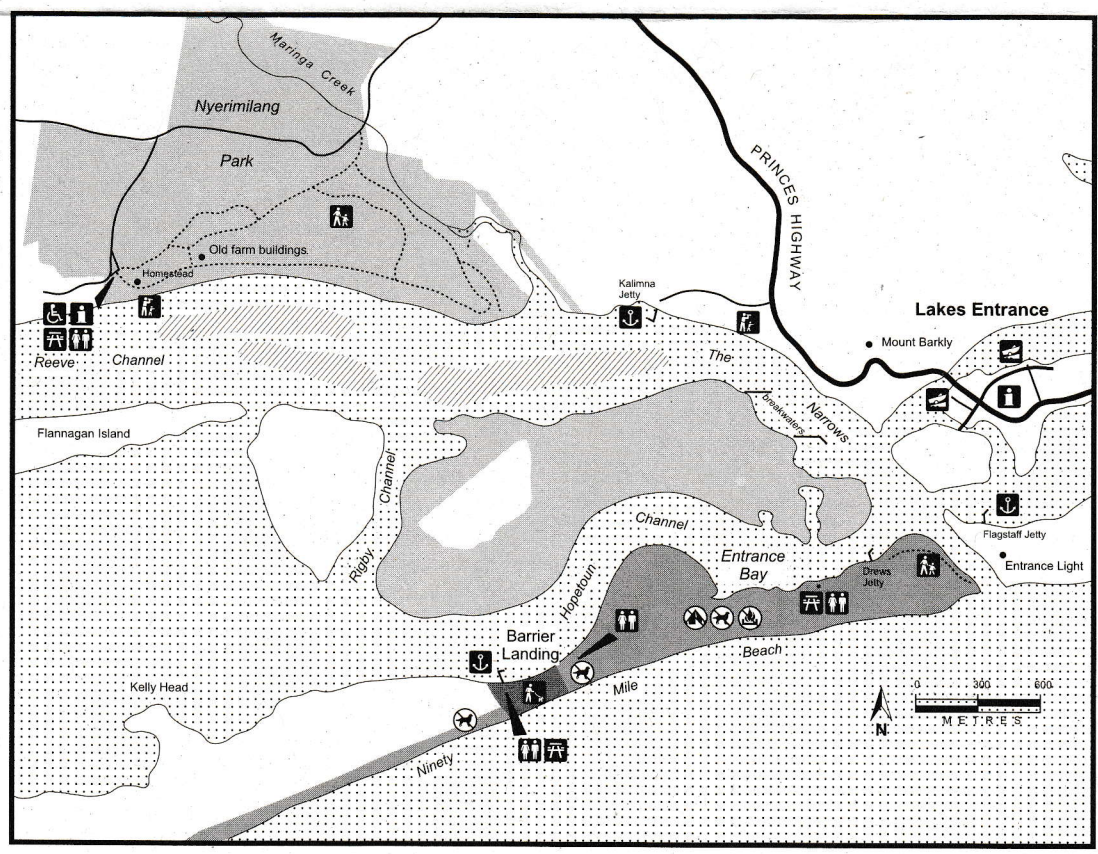 Maringa Creek
Nyerimilang
Park
PRINCES HIGHWAY
Old farm buildings
Homestead
Kalimna
Jetty
Lakes Entrance
Mount Barkly
Reeve Channel
The
Narrows
breakwaters
Flannagan Island
Rigby
Channel
Channel
Hopetoun
Entrance
Bay
Flagstaff Jetty
Entrance Light
Drews
Jetty
Barrier
Landing
Beach
Mile
Ninety
Kelly Head
0 300 600
METRES
N